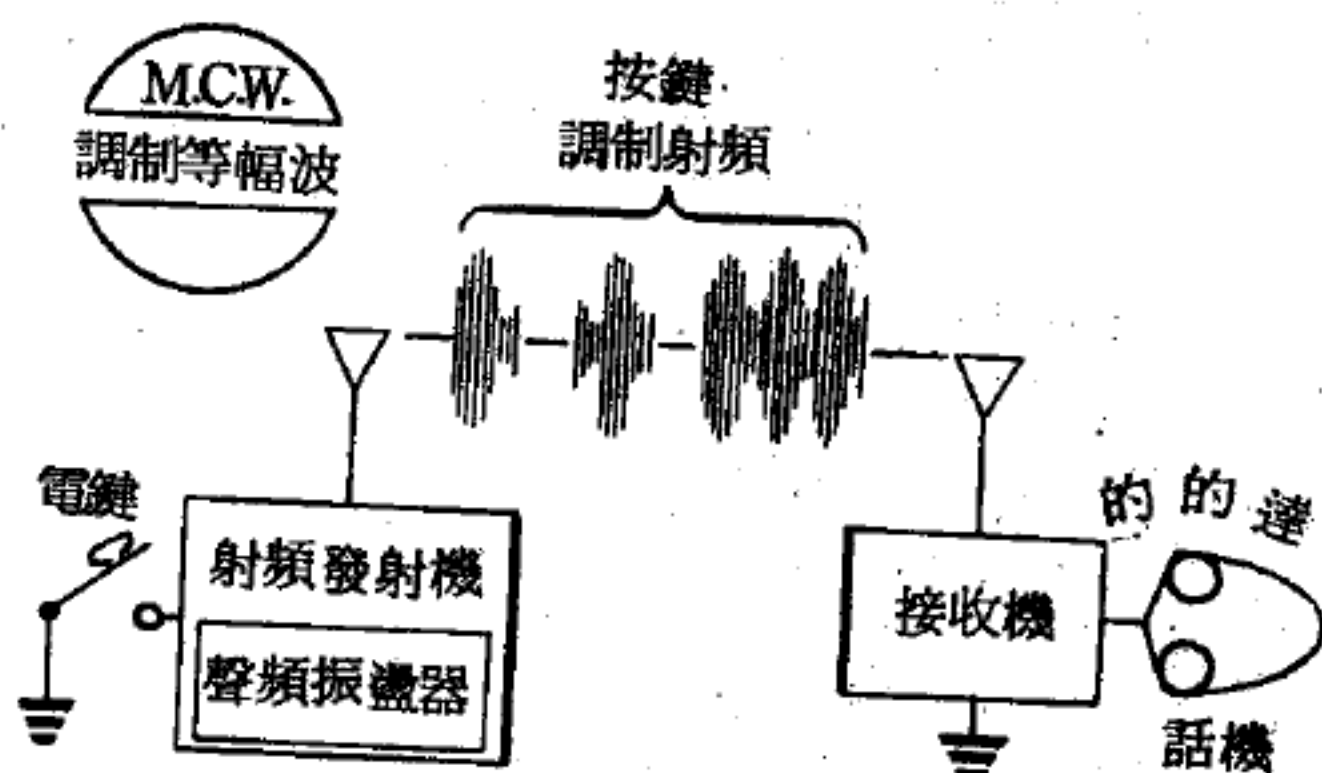 M.C.W.
調制等幅波
按鍵
調制射頻
電鍵
射頻發射機
聲頻振盪器
接收機
的的達
話機